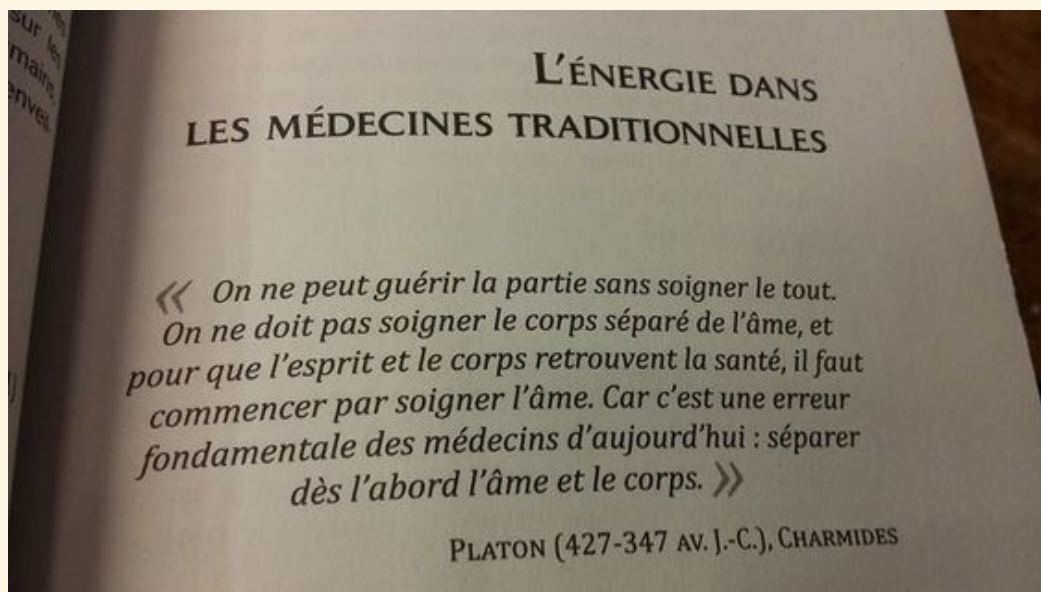 sur les
L'ÉNERGIE DANS
LES MÉDECINES TRADITIONNELLES
« On ne peut guérir la partie sans soigner le tout.
On ne doit pas soigner le corps séparé de l'âme, et
pour que l'esprit et le corps retrouvent la santé, il faut
commencer par soigner l'âme. Car c'est une erreur
fondamentale des médecins d'aujourd'hui : séparer
dès l'abord l'âme et le corps. »
PLATON (427-347 AV. J.-C.), CHARMIDES